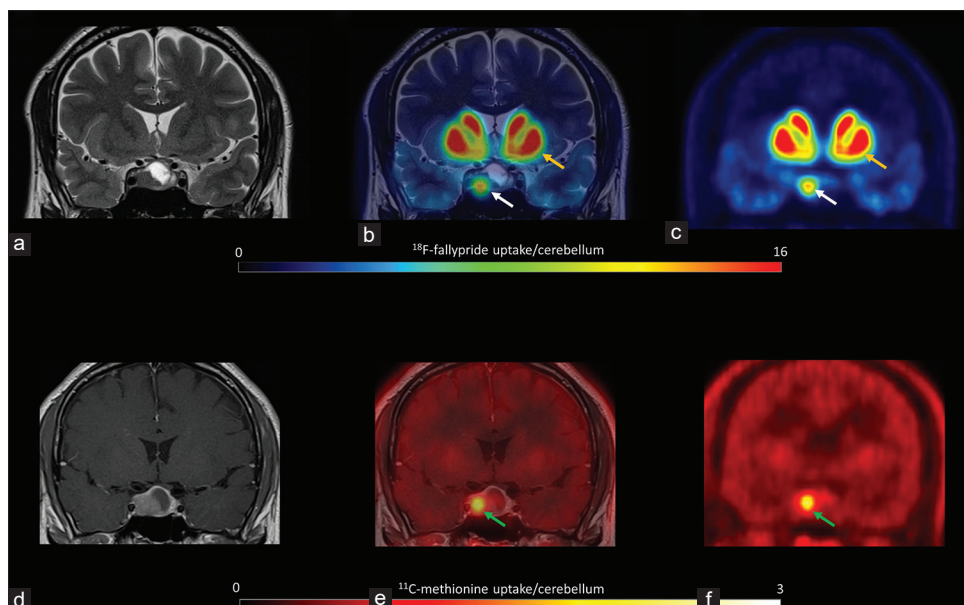 a
b
c
0
16
¹⁸F-fallypride uptake/cerebellum
d
e
f
0
3
¹¹C-methionine uptake/cerebellum